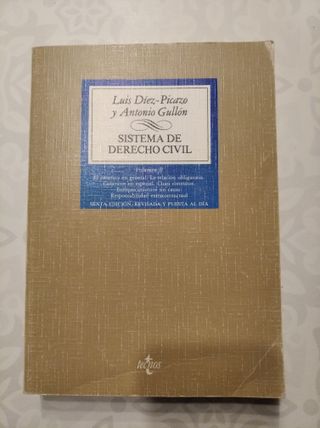 Luis Díez-Picazo
y Antonio Gullón
SISTEMA DE
DERECHO CIVIL
Volumen II
El contrato en general. La relación obligatoria.
Contratos en especial. Cuasi contratos.
Enriquecimiento sin causa.
Responsabilidad extracontractual
SEXTA EDICIÓN, REVISADA Y PUESTA AL DÍA
tecnos